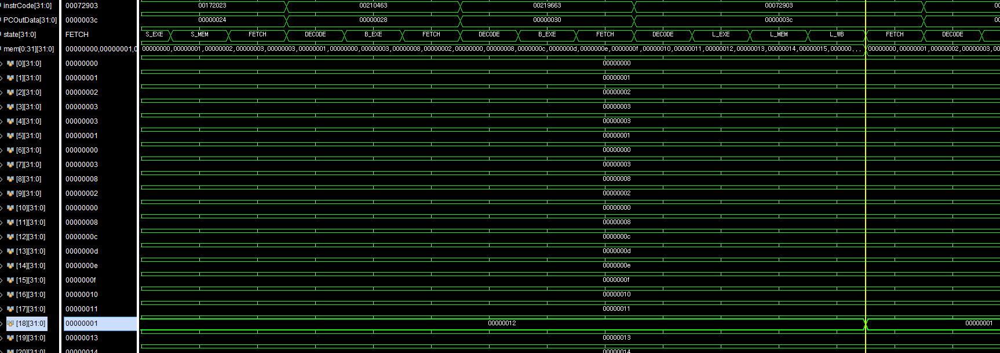 instrCode[31:0] 00072903 00172023 00210463 00219663 00072903 00
PCOutData[31:0] 0000003c 00000024 00000028 00000030 0000003c 00
state[31:0] FETCH S_EXE S_MEM FETCH DECODE B_EXE FETCH DECODE B_EXE FETCH DECODE L_EXE L_MEM L_WB FETCH DECODE
mem[0:31][31:0] 00000000,00000001,0 00000000,00000001,00000002,00000003,00000003,00000001,00000000,00000003,00000008,00000002,00000000,00000008,0000000c,0000000d,0000000e,0000000f,00000010,00000011,00000012,00000013,00000014,00000015,000000... 00000000,00000001,00000002,00000003,00
[0][31:0] 00000000 00000000
[1][31:0] 00000001 00000001
[2][31:0] 00000002 00000002
[3][31:0] 00000003 00000003
[4][31:0] 00000003 00000003
[5][31:0] 00000001 00000001
[6][31:0] 00000000 00000000
[7][31:0] 00000003 00000003
[8][31:0] 00000008 00000008
[9][31:0] 00000002 00000002
[10][31:0] 00000000 00000000
[11][31:0] 00000008 00000008
[12][31:0] 0000000c 0000000c
[13][31:0] 0000000d 0000000d
[14][31:0] 0000000e 0000000e
[15][31:0] 0000000f 0000000f
[16][31:0] 00000010 00000010
[17][31:0] 00000011 00000011
[18][31:0] 00000001 00000012 00000001
[19][31:0] 00000013 00000013
[20][31:0] 00000014 00000014